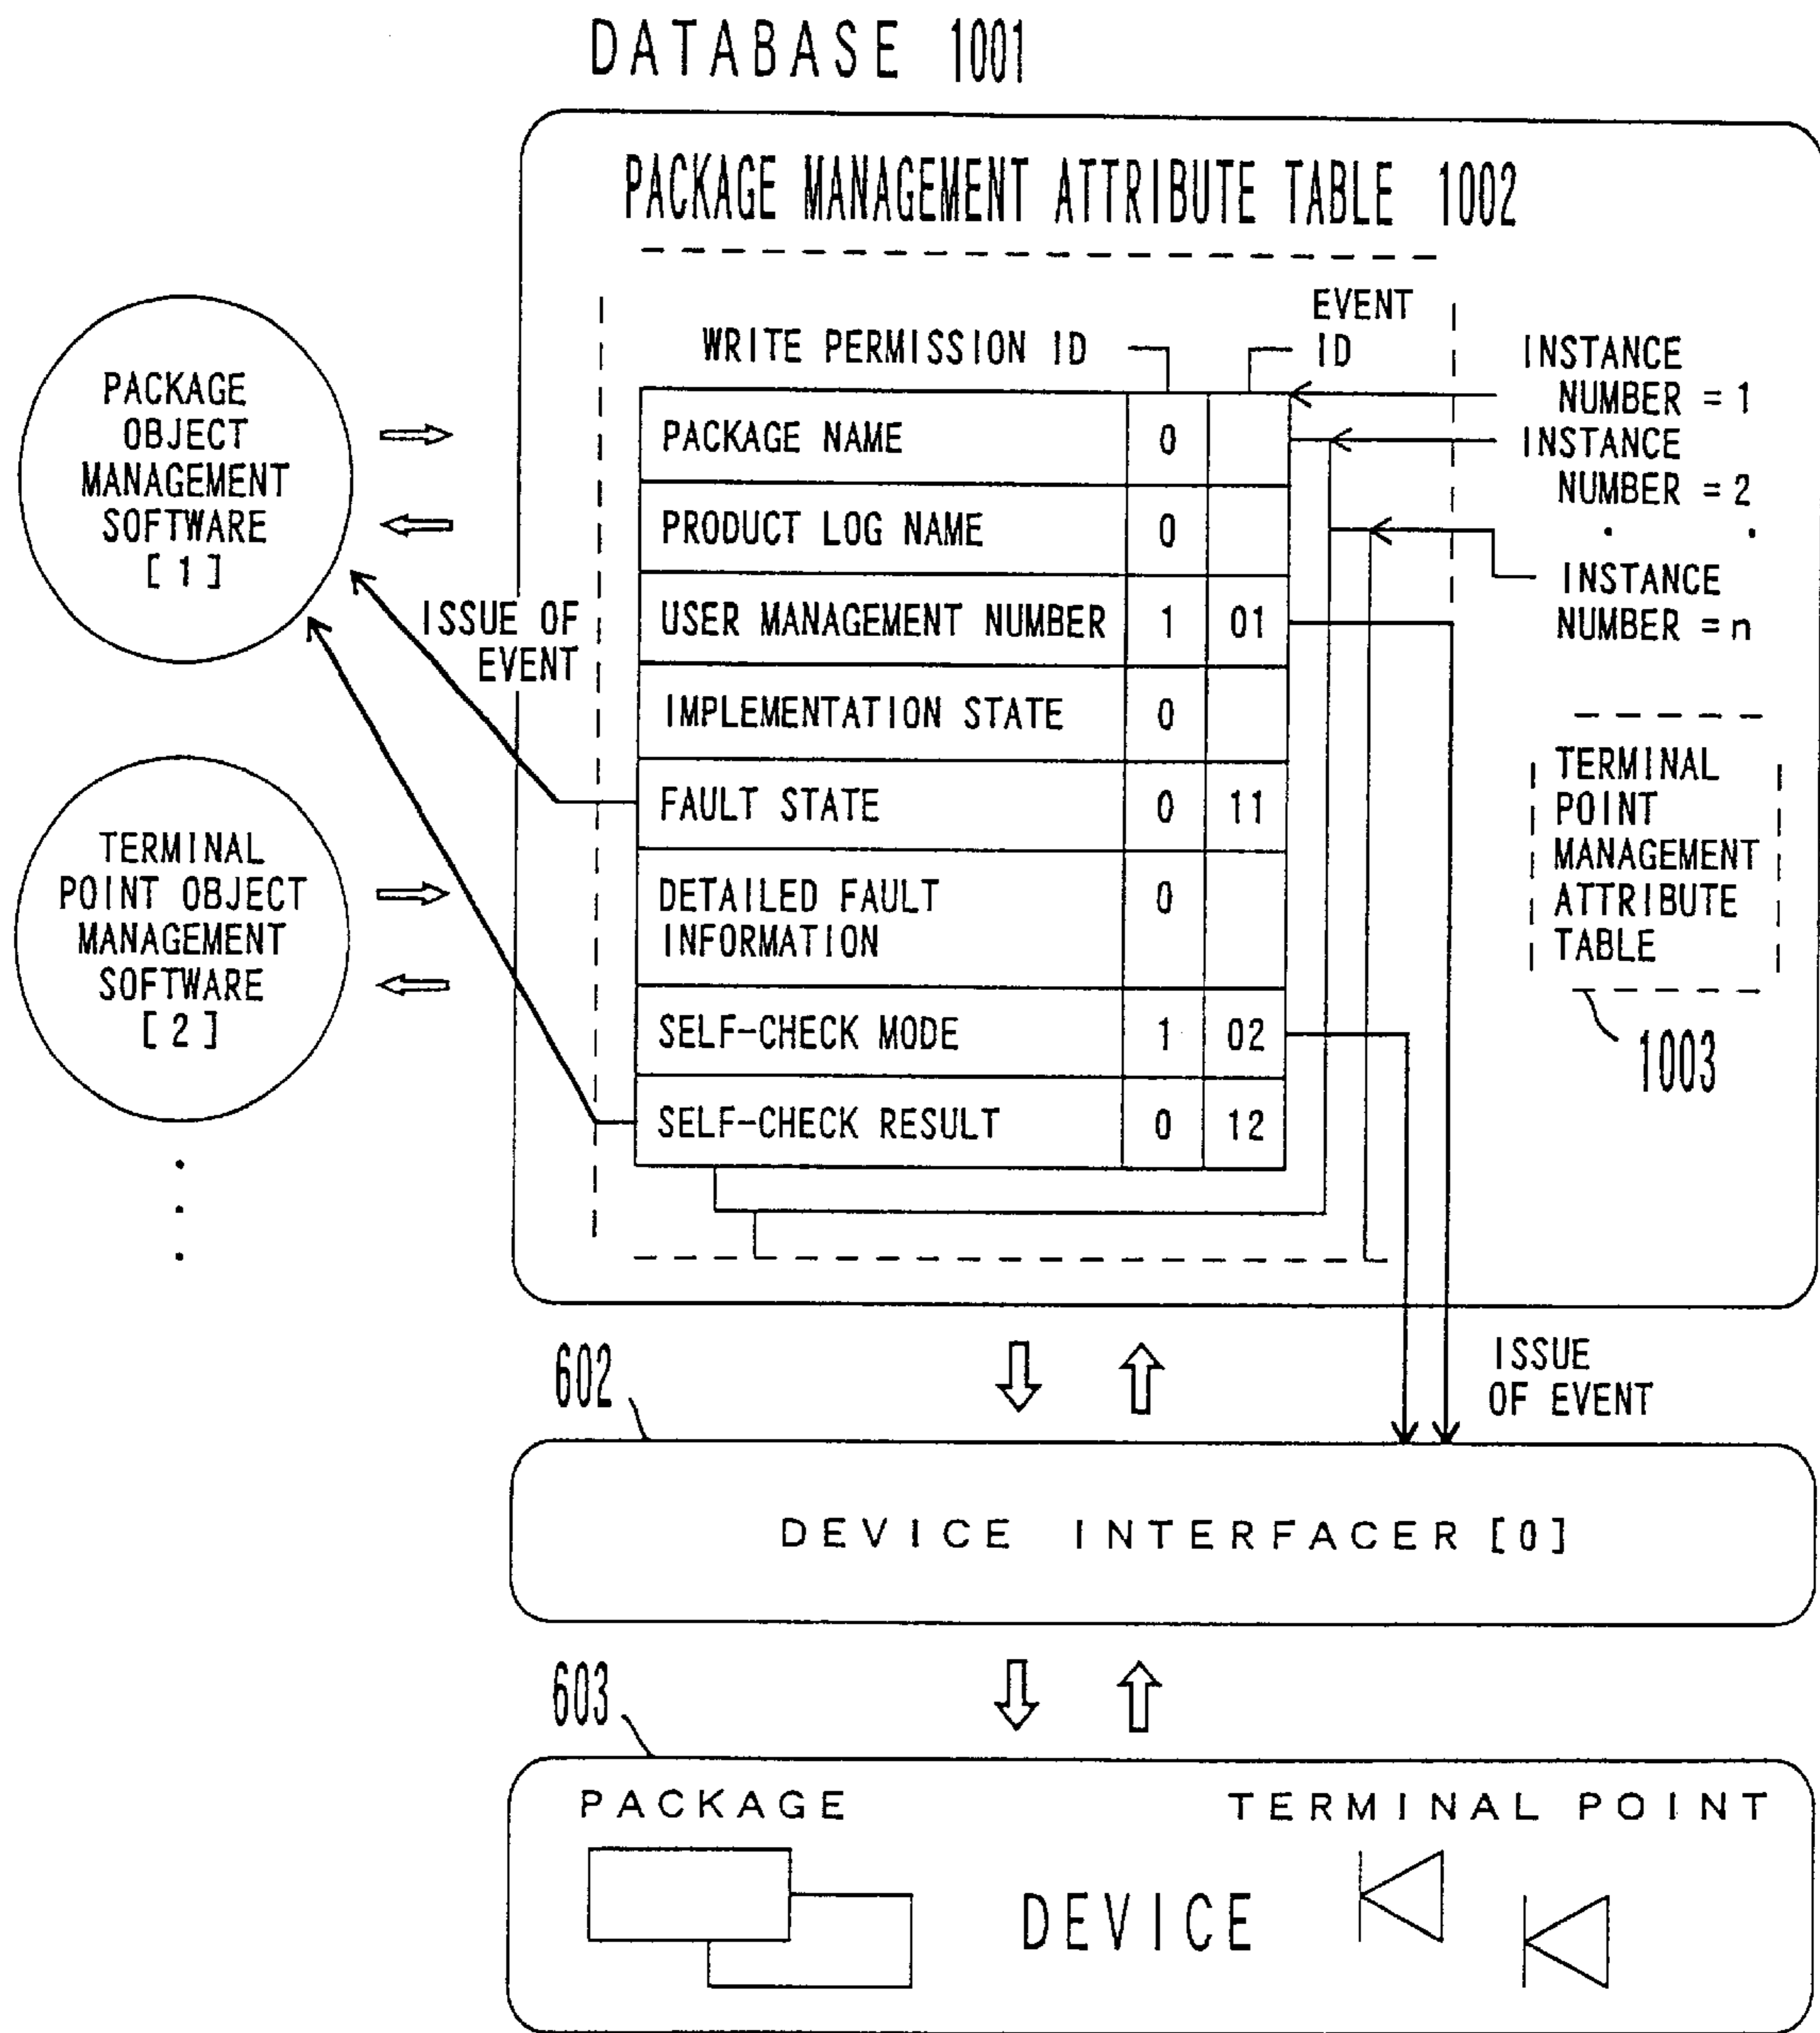 DATABASE 1001
PACKAGE MANAGEMENT ATTRIBUTE TABLE 1002
WRITE PERMISSION ID
EVENT
ID
PACKAGE NAME 0
PRODUCT LOG NAME 0
USER MANAGEMENT NUMBER 1 01
IMPLEMENTATION STATE 0
FAULT STATE 0 11
DETAILED FAULT 0
INFORMATION
SELF-CHECK MODE 1 02
SELF-CHECK RESULT 0 12
INSTANCE
NUMBER = 1
INSTANCE
NUMBER = 2
. .
INSTANCE
NUMBER = n
TERMINAL
POINT
MANAGEMENT
ATTRIBUTE
TABLE
1003
PACKAGE
OBJECT
MANAGEMENT
SOFTWARE
[1]
ISSUE OF
EVENT
TERMINAL
POINT OBJECT
MANAGEMENT
SOFTWARE
[2]
.
.
.
ISSUE
OF EVENT
602
DEVICE INTERFACER [0]
603
PACKAGE
TERMINAL POINT
DEVICE